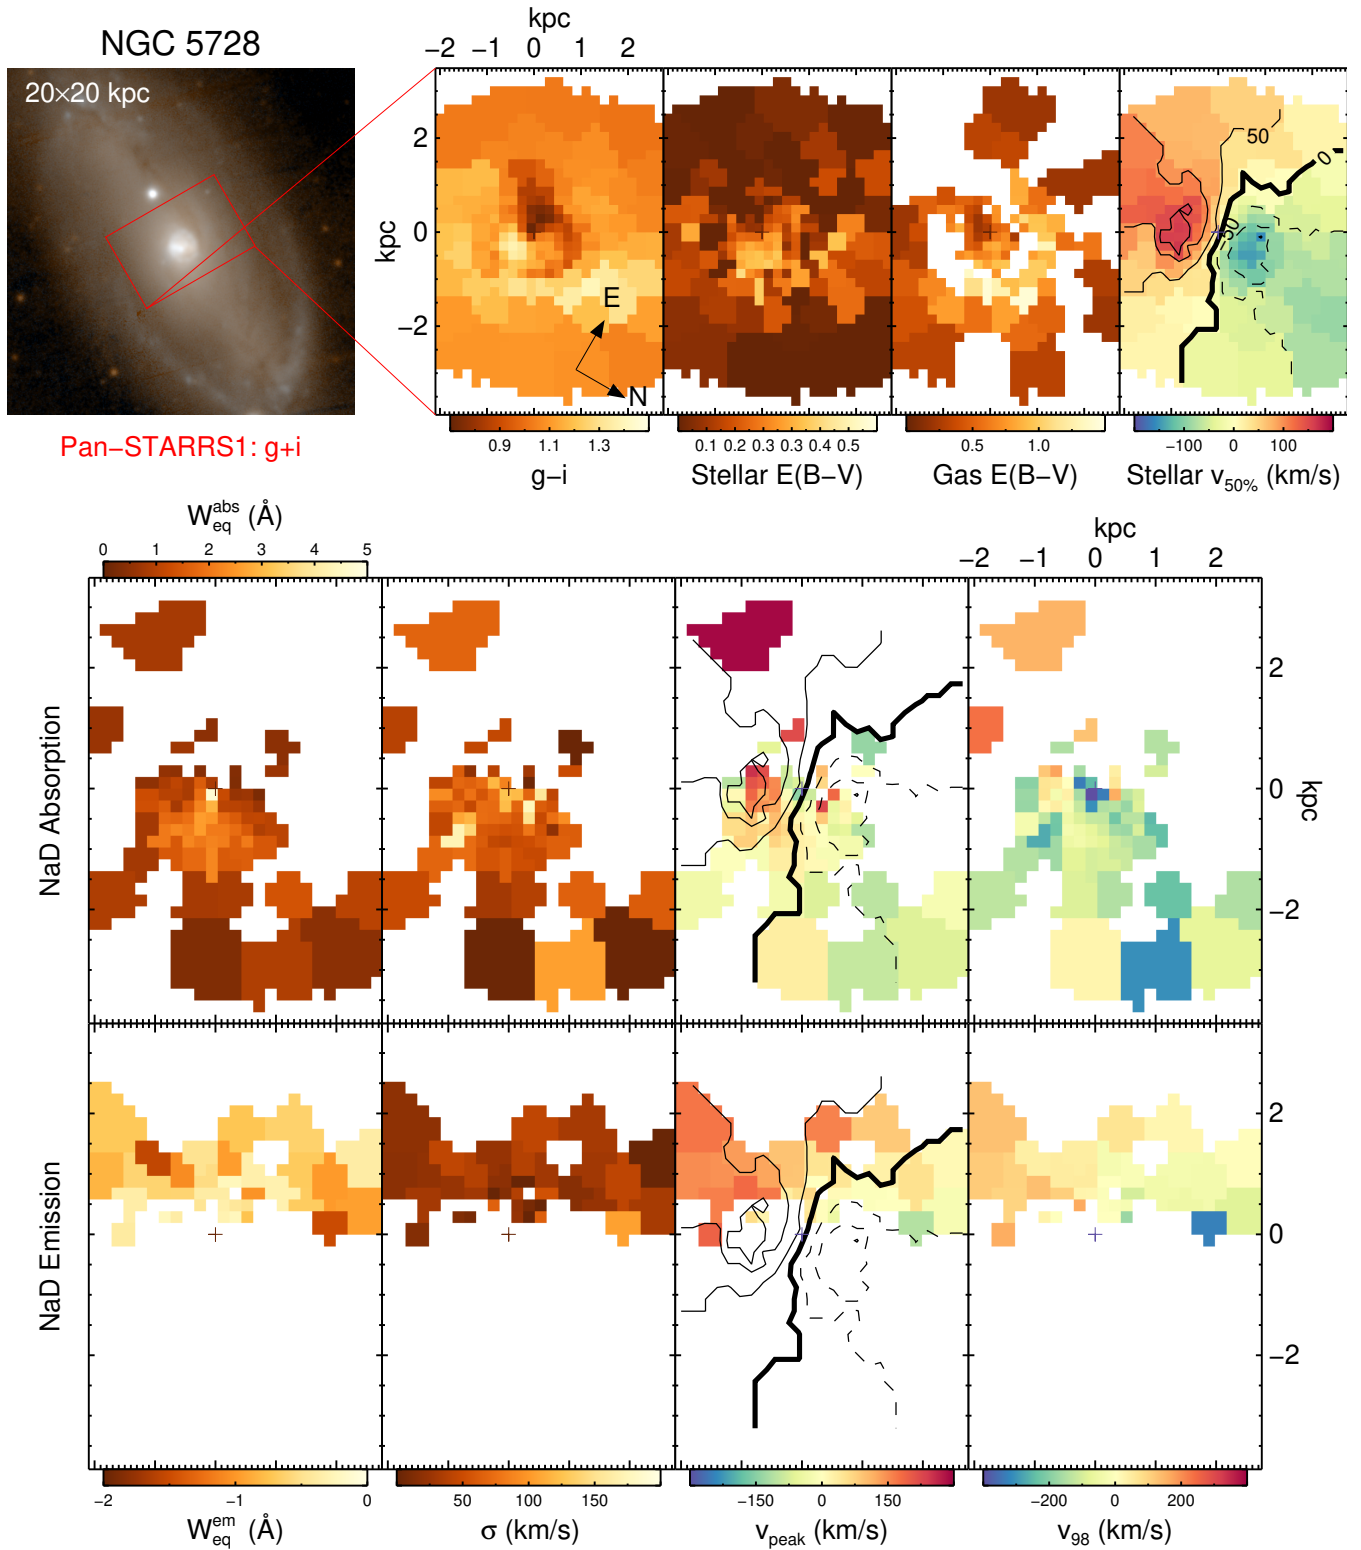 NGC 5728
20×20 kpc
Pan−STARRS1: g+i
kpc
−2 −1 0 1 2
kpc
2
0
−2
E
N
50
0
50
0.9 1.1 1.3
g−i
0.1 0.2 0.3 0.3 0.4 0.5
Stellar E(B−V)
0.5 1.0
Gas E(B−V)
−100 0 100
Stellar v50% (km/s)
Weq abs (Å)
0 1 2 3 4 5
kpc
−2 −1 0 1 2
NaD Absorption
2
0
−2
kpc
NaD Emission
2
0
−2
−2 −1 0
Weq em (Å)
50 100 150
σ (km/s)
−150 0 150
vpeak (km/s)
−200 0 200
v98 (km/s)